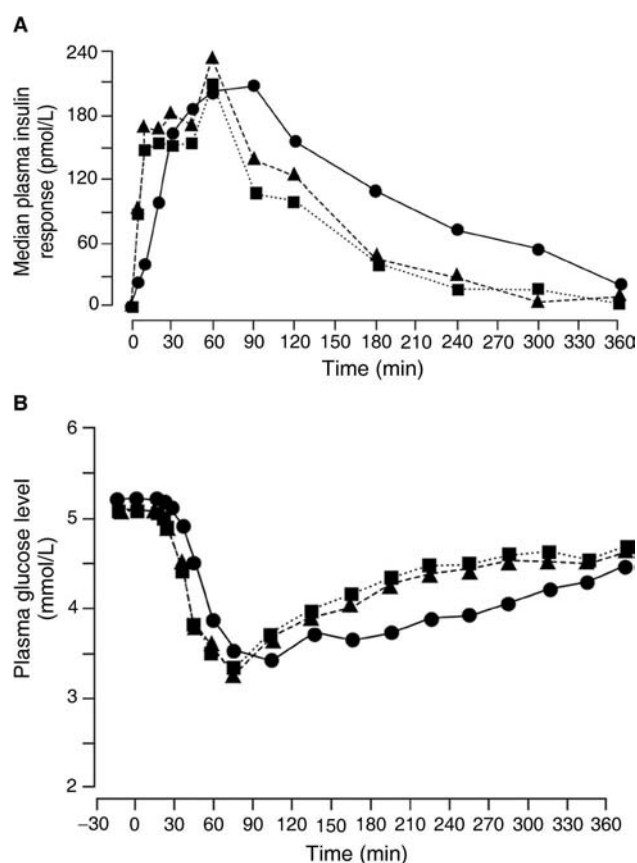 A
Median plasma insulin
response (pmol/L)
240
180
120
60
0
0 30 60 90 120 150 180 210 240 270 300 330 360
Time (min)
B
Plasma glucose level
(mmol/L)
6
5
4
3
2
−30 0 30 60 90 120 150 180 210 240 270 300 330 360
Time (min)